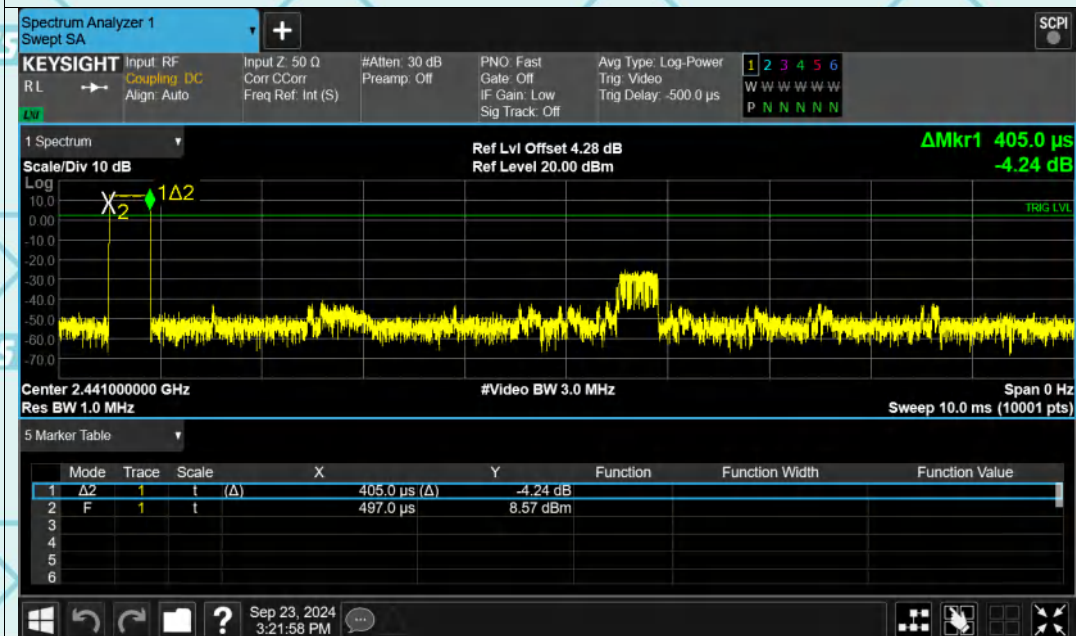 Spectrum Analyzer 1
Swept SA
+
SCPI
KEYSIGHT Input: RF Input Z: 50 Ω #Atten: 30 dB PNO: Fast Avg Type: Log-Power 1 2 3 4 5 6
RL Coupling: DC Corr CCorr Preamp: Off Gate: Off Trig: Video W W W W W W
Align: Auto Freq Ref: Int (S) IF Gain: Low Trig Delay: -500.0 µs P N N N N N
LNI Sig Track: Off
1 Spectrum Ref Lvl Offset 4.28 dB ΔMkr1 405.0 µs
Scale/Div 10 dB Ref Level 20.00 dBm -4.24 dB
Log
1Δ2
X2
10.0
TRIG LVL
0.00
-10.0
-20.0
-30.0
-40.0
-50.0
-60.0
-70.0
Center 2.441000000 GHz #Video BW 3.0 MHz Span 0 Hz
Res BW 1.0 MHz Sweep 10.0 ms (10001 pts)
5 Marker Table
Mode Trace Scale X Y Function Function Width Function Value
1 Δ2 1 t (Δ) 405.0 µs (Δ) -4.24 dB
2 F 1 t 497.0 µs 8.57 dBm
3
4
5
6
? Sep 23, 2024
3:21:58 PM